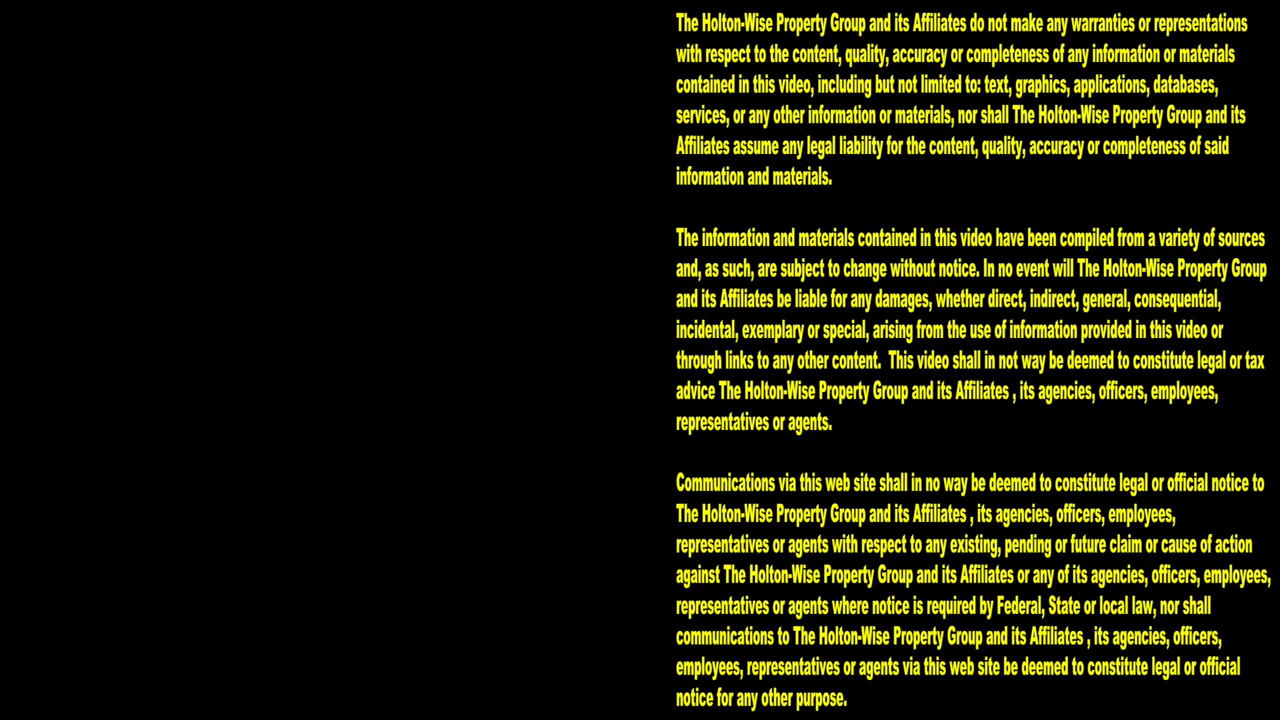 The Holton-Wise Property Group and its Affiliates do not make any warranties or representations
with respect to the content, quality, accuracy or completeness of any information or materials
contained in this video, including but not limited to: text, graphics, applications, databases,
services, or any other information or materials, nor shall The Holton-Wise Property Group and its
Affiliates assume any legal liability for the content, quality, accuracy or completeness of said
information and materials.
The information and materials contained in this video have been compiled from a variety of sources
and, as such, are subject to change without notice. In no event will The Holton-Wise Property Group
and its Affiliates be liable for any damages, whether direct, indirect, general, consequential,
incidental, exemplary or special, arising from the use of information provided in this video or
through links to any other content.  This video shall in not way be deemed to constitute legal or tax
advice The Holton-Wise Property Group and its Affiliates , its agencies, officers, employees,
representatives or agents.
Communications via this web site shall in no way be deemed to constitute legal or official notice to
The Holton-Wise Property Group and its Affiliates , its agencies, officers, employees,
representatives or agents with respect to any existing, pending or future claim or cause of action
against The Holton-Wise Property Group and its Affiliates or any of its agencies, officers, employees,
representatives or agents where notice is required by Federal, State or local law, nor shall
communications to The Holton-Wise Property Group and its Affiliates , its agencies, officers,
employees, representatives or agents via this web site be deemed to constitute legal or official
notice for any other purpose.